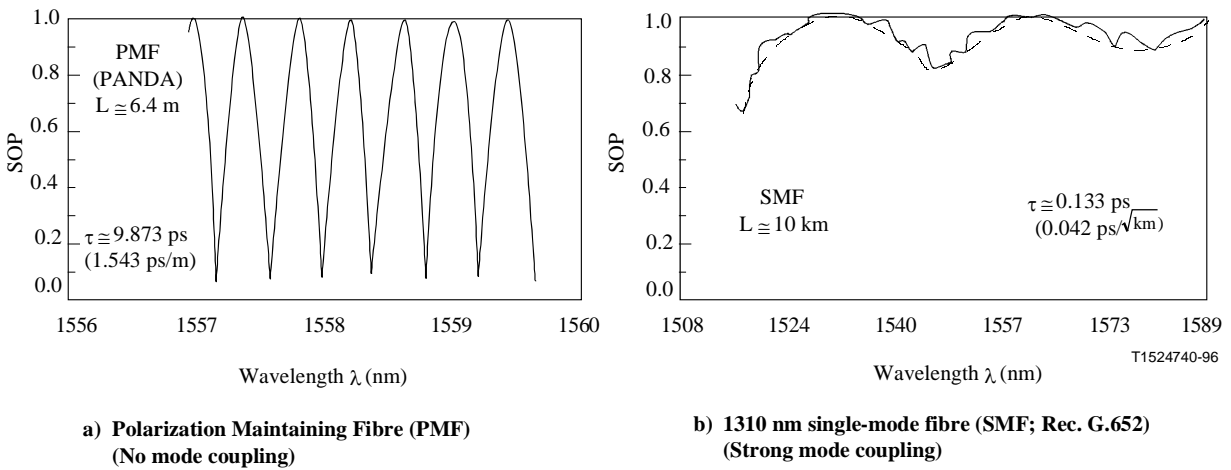 1.0
0.8
0.6
0.4
0.2
0.0
SOP
PMF
(PANDA)
L ≅ 6.4 m
τ ≅ 9.873 ps
(1.543 ps/m)
1556 1557 1558 1559 1560
Wavelength λ (nm)
a) Polarization Maintaining Fibre (PMF)
(No mode coupling)
1.0
0.8
0.6
0.4
0.2
0.0
SOP
SMF
L ≅ 10 km
τ ≅ 0.133 ps
(0.042 ps/√km)
1508 1524 1540 1557 1573 1589
T1524740-96
Wavelength λ (nm)
b) 1310 nm single-mode fibre (SMF; Rec. G.652)
(Strong mode coupling)